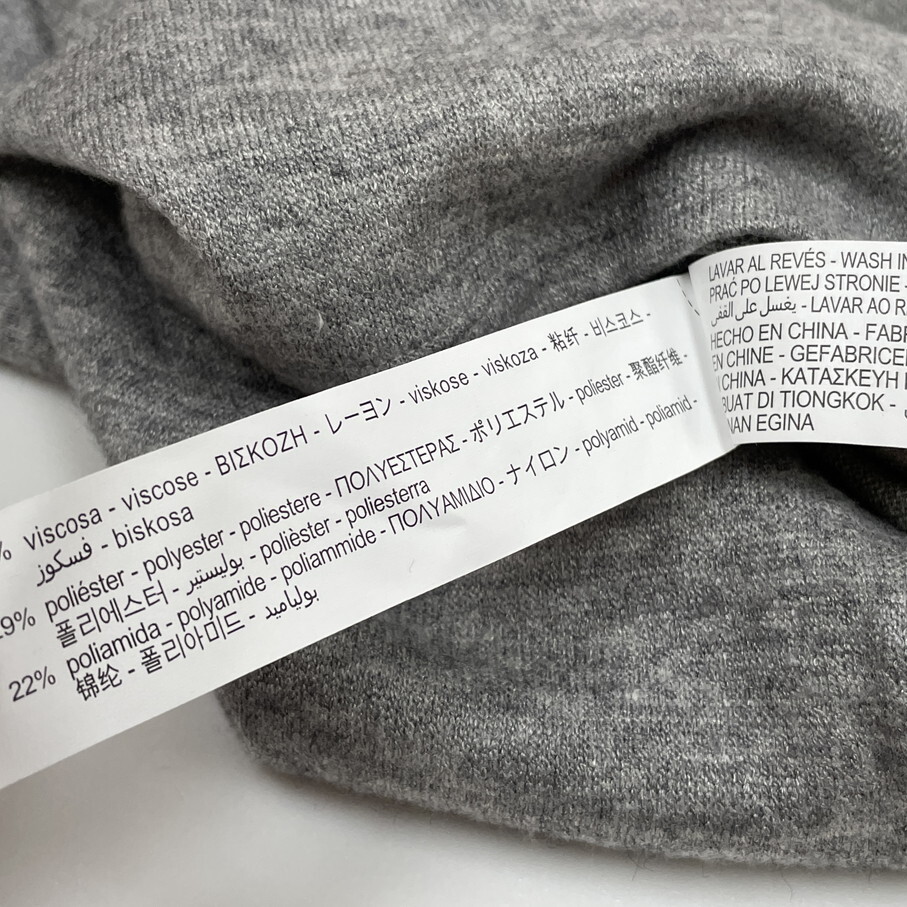 % viscosa - viscose - ΒΙΣΚΟΖΗ - レーヨン - viskose - viskoza - 粘纤 - 비스코스 -
فسكوز - biskosa
29% poliéster - polyester - poliestere - ΠΟΛΥΕΣΤΕΡΑΣ - ポリエステル - poliester - 聚酯纤维 -
폴리에스터 - بوليستير - polièster - poliesterra
22% poliamida - polyamide - poliammide - ΠΟΛΥΑΜΙΔΙΟ - ナイロン - polyamid - poliamid -
锦纶 - 폴리아미드 - بولياميد
LAVAR AL REVÉS - WASH IN
PRAĆ PO LEWEJ STRONIE -
يغسل على القفى - LAVAR AO R
HECHO EN CHINA - FABR
EN CHINE - GEFABRICEE
CHINA - ΚΑΤΑΣΚΕΥΗ
BUAT DI TIONGKOK -
NAN EGINA